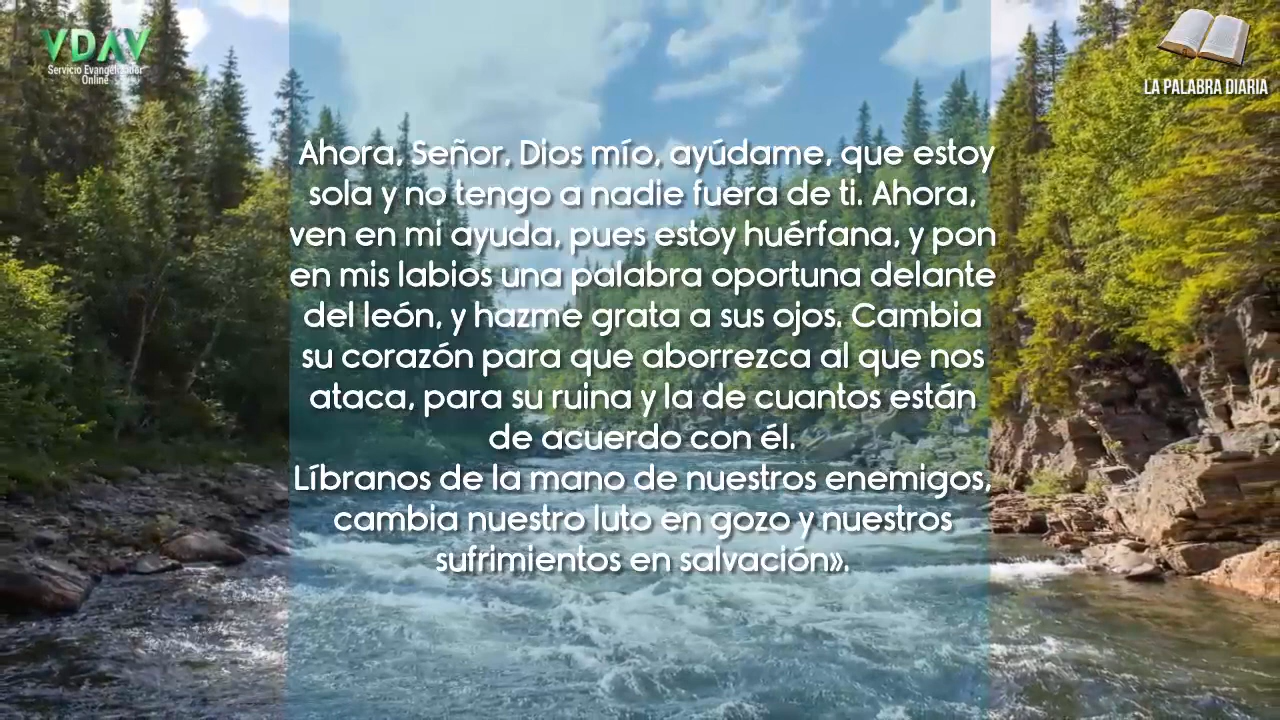 VDAV
Servicio Evangelizador
Online
LA PALABRA DIARIA
Ahora, Señor, Dios mío, ayúdame, que estoy
sola y no tengo a nadie fuera de ti. Ahora,
ven en mi ayuda, pues estoy huérfana, y pon
en mis labios una palabra oportuna delante
del león, y hazme grata a sus ojos. Cambia
su corazón para que aborrezca al que nos
ataca, para su ruina y la de cuantos están
de acuerdo con él.
Líbranos de la mano de nuestros enemigos,
cambia nuestro luto en gozo y nuestros
sufrimientos en salvación».